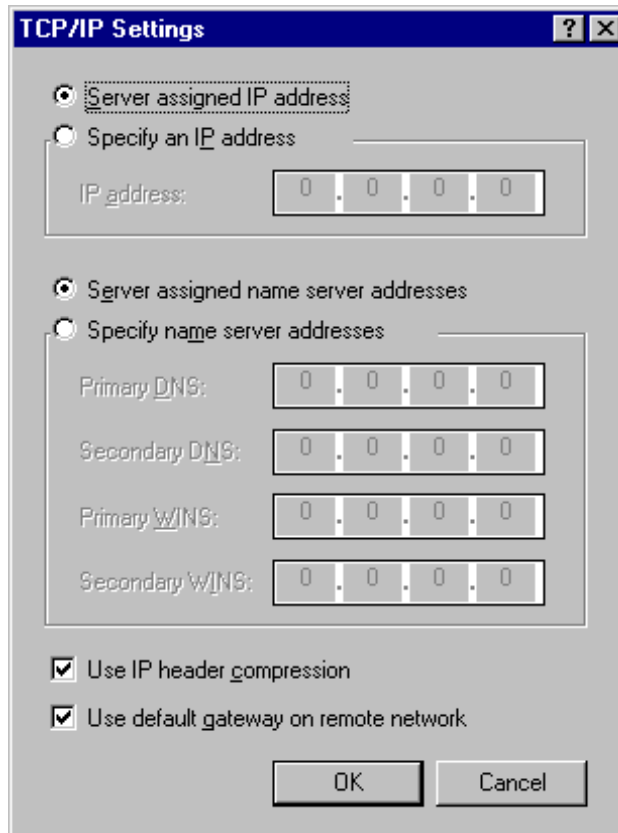 TCP/IP Settings ? ×
Server assigned IP address
Specify an IP address
IP address: 0 . 0 . 0 . 0
Server assigned name server addresses
Specify name server addresses
Primary DNS: 0 . 0 . 0 . 0
Secondary DNS: 0 . 0 . 0 . 0
Primary WINS: 0 . 0 . 0 . 0
Secondary WINS: 0 . 0 . 0 . 0
Use IP header compression
Use default gateway on remote network
OK Cancel